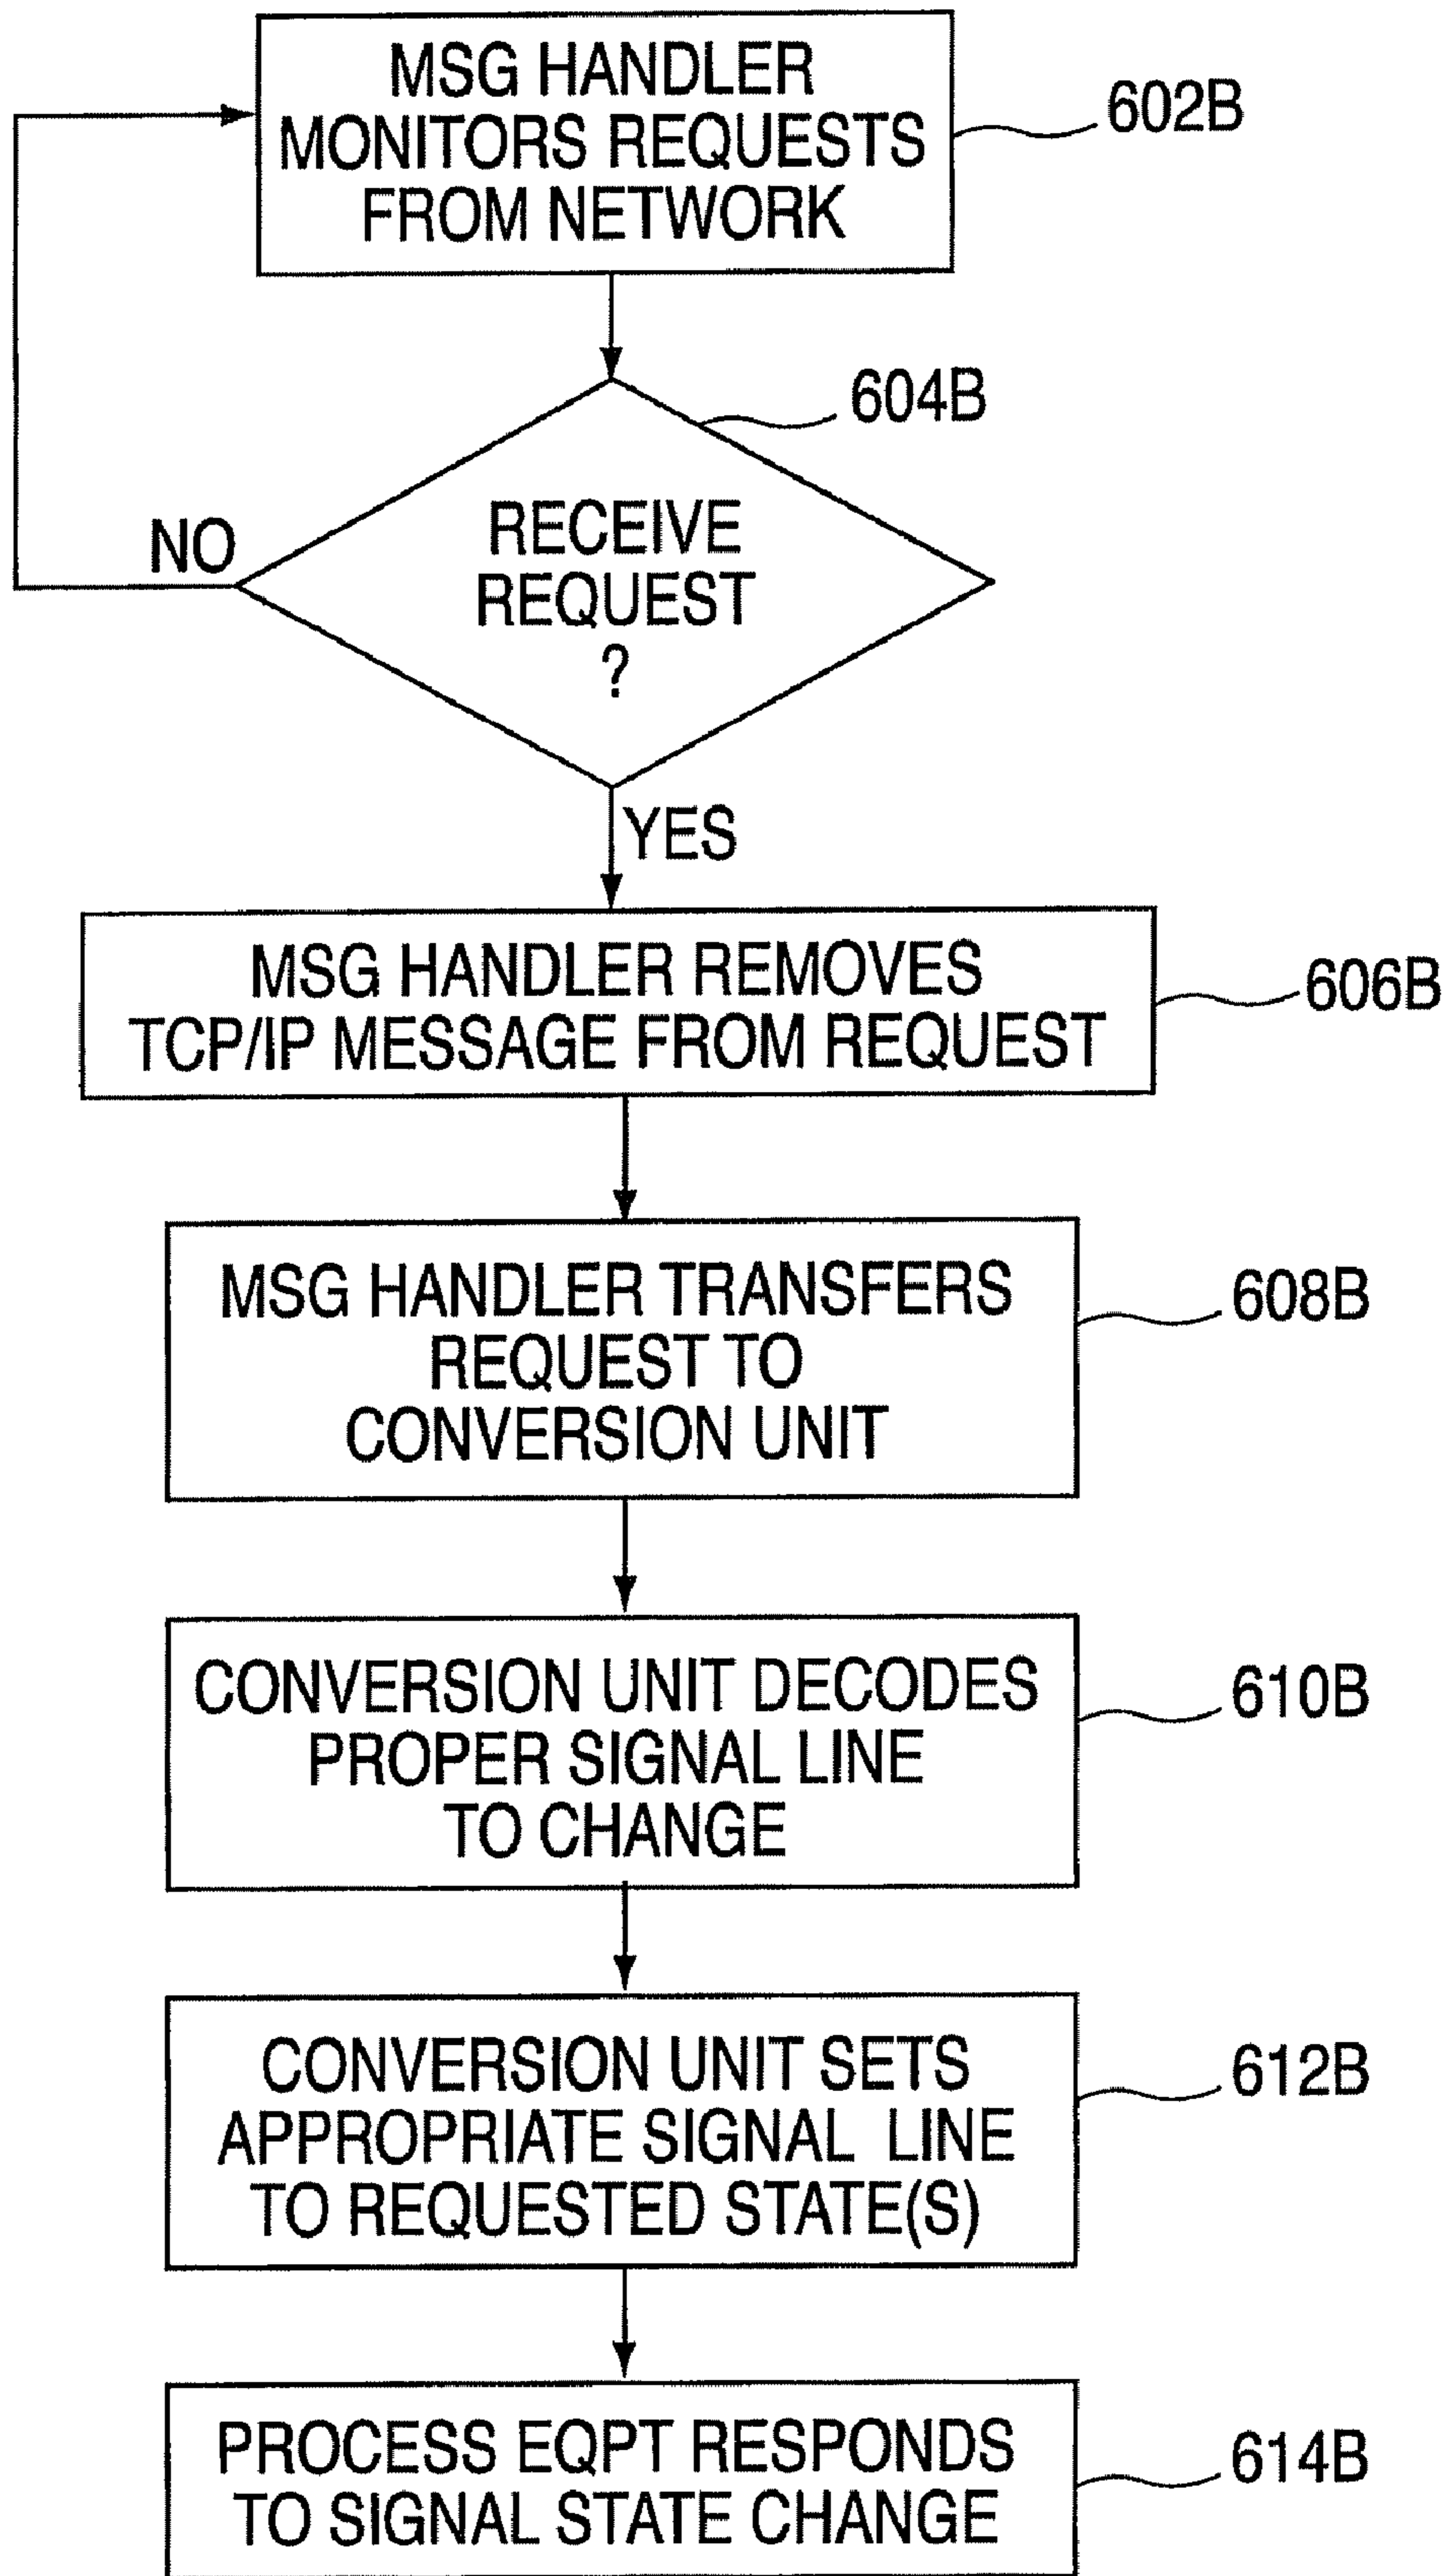 MSG HANDLER
MONITORS REQUESTS
FROM NETWORK
602B
604B
RECEIVE
REQUEST
?
NO
YES
MSG HANDLER REMOVES
TCP/IP MESSAGE FROM REQUEST
606B
MSG HANDLER TRANSFERS
REQUEST TO
CONVERSION UNIT
608B
CONVERSION UNIT DECODES
PROPER SIGNAL LINE
TO CHANGE
610B
CONVERSION UNIT SETS
APPROPRIATE SIGNAL LINE
TO REQUESTED STATE(S)
612B
PROCESS EQPT RESPONDS
TO SIGNAL STATE CHANGE
614B